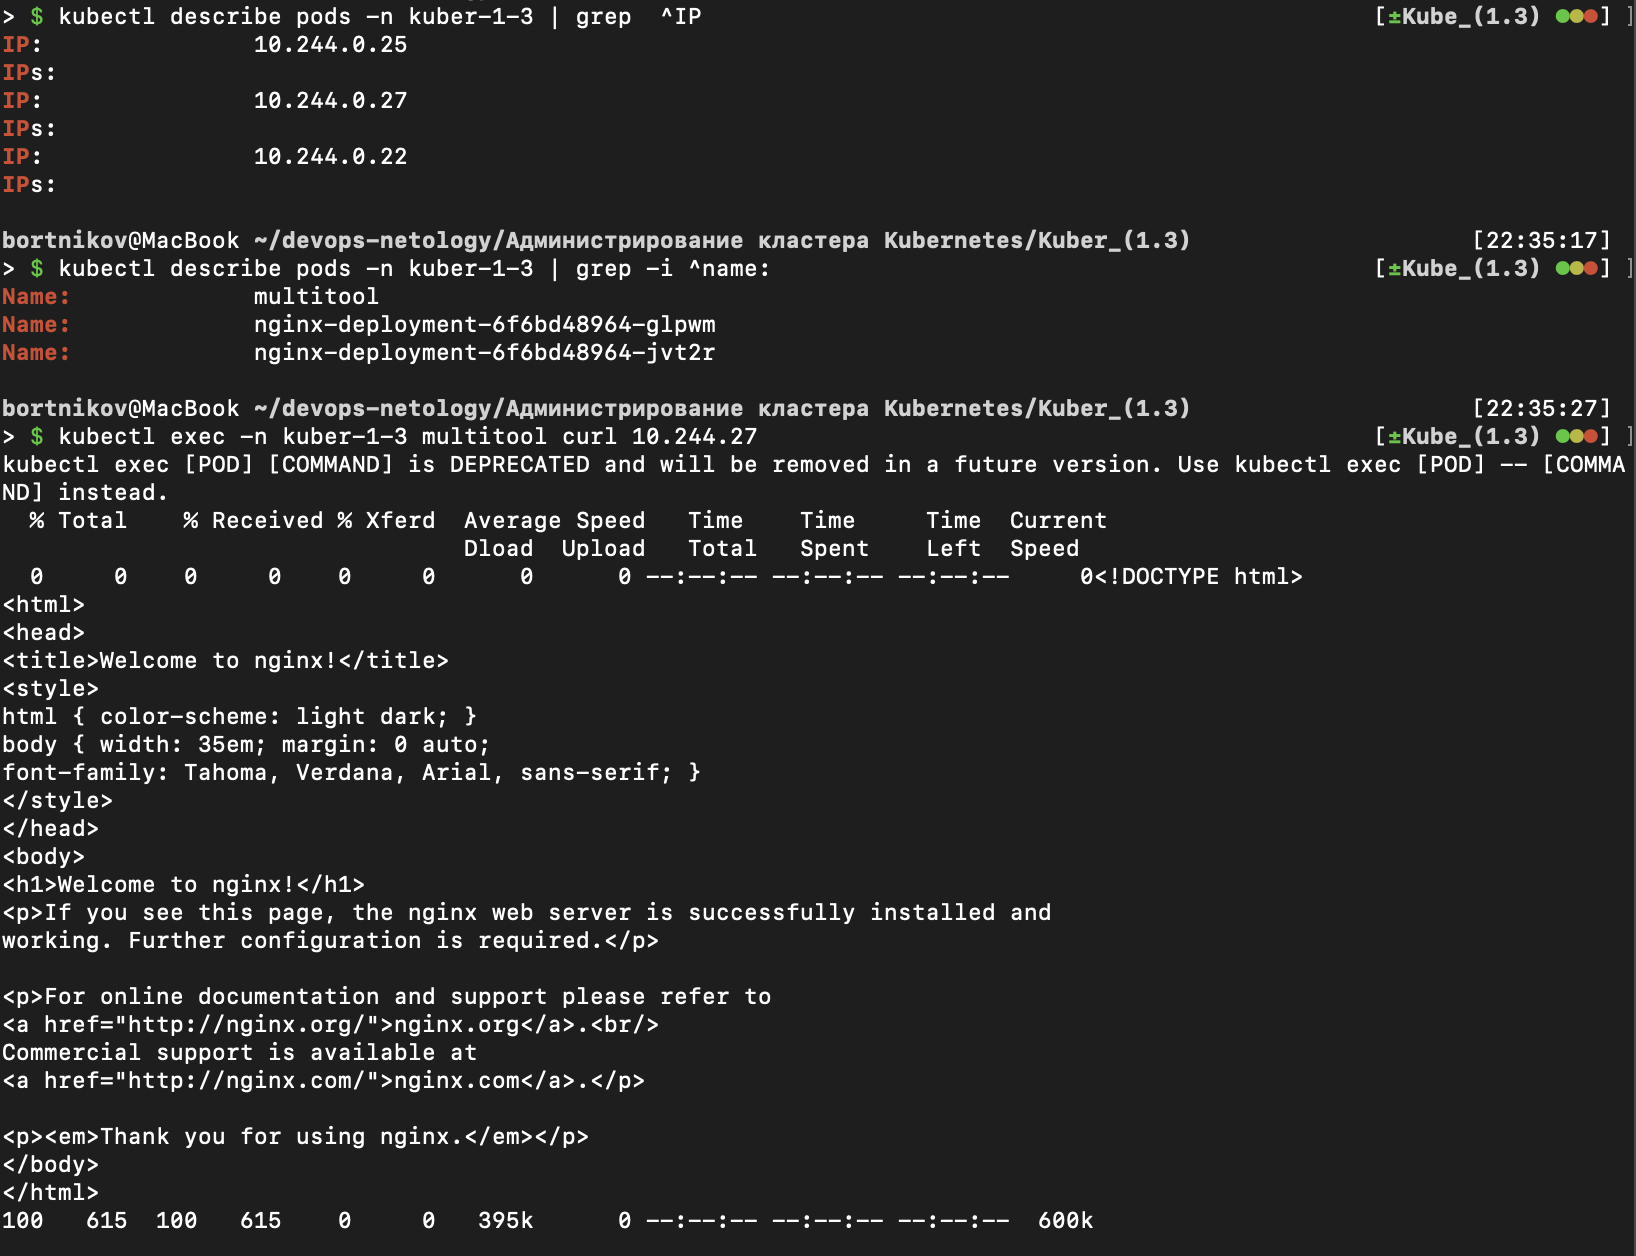 > $ kubectl describe pods -n kuber-1-3 | grep  ^IP [±Kube_(1.3) ●●●] ]
IP:               10.244.0.25
IPs:
IP:               10.244.0.27
IPs:
IP:               10.244.0.22
IPs:
bortnikov@MacBook ~/devops-netology/Администрирование кластера Kubernetes/Kuber_(1.3) [22:35:17]
> $ kubectl describe pods -n kuber-1-3 | grep -i ^name: [±Kube_(1.3) ●●●] ]
Name:             multitool
Name:             nginx-deployment-6f6bd48964-glpwm
Name:             nginx-deployment-6f6bd48964-jvt2r
bortnikov@MacBook ~/devops-netology/Администрирование кластера Kubernetes/Kuber_(1.3) [22:35:27]
> $ kubectl exec -n kuber-1-3 multitool curl 10.244.27 [±Kube_(1.3) ●●●] ]
kubectl exec [POD] [COMMAND] is DEPRECATED and will be removed in a future version. Use kubectl exec [POD] -- [COMMA
ND] instead.
  % Total    % Received % Xferd  Average Speed   Time    Time     Time  Current
                                 Dload  Upload   Total   Spent    Left  Speed
  0     0    0     0    0     0      0      0 --:--:-- --:--:-- --:--:--     0<!DOCTYPE html>
<html>
<head>
<title>Welcome to nginx!</title>
<style>
html { color-scheme: light dark; }
body { width: 35em; margin: 0 auto;
font-family: Tahoma, Verdana, Arial, sans-serif; }
</style>
</head>
<body>
<h1>Welcome to nginx!</h1>
<p>If you see this page, the nginx web server is successfully installed and
working. Further configuration is required.</p>
<p>For online documentation and support please refer to
<a href="http://nginx.org/">nginx.org</a>.<br/>
Commercial support is available at
<a href="http://nginx.com/">nginx.com</a>.</p>
<p><em>Thank you for using nginx.</em></p>
</body>
</html>
100   615  100   615    0     0   395k      0 --:--:-- --:--:-- --:--:--  600k